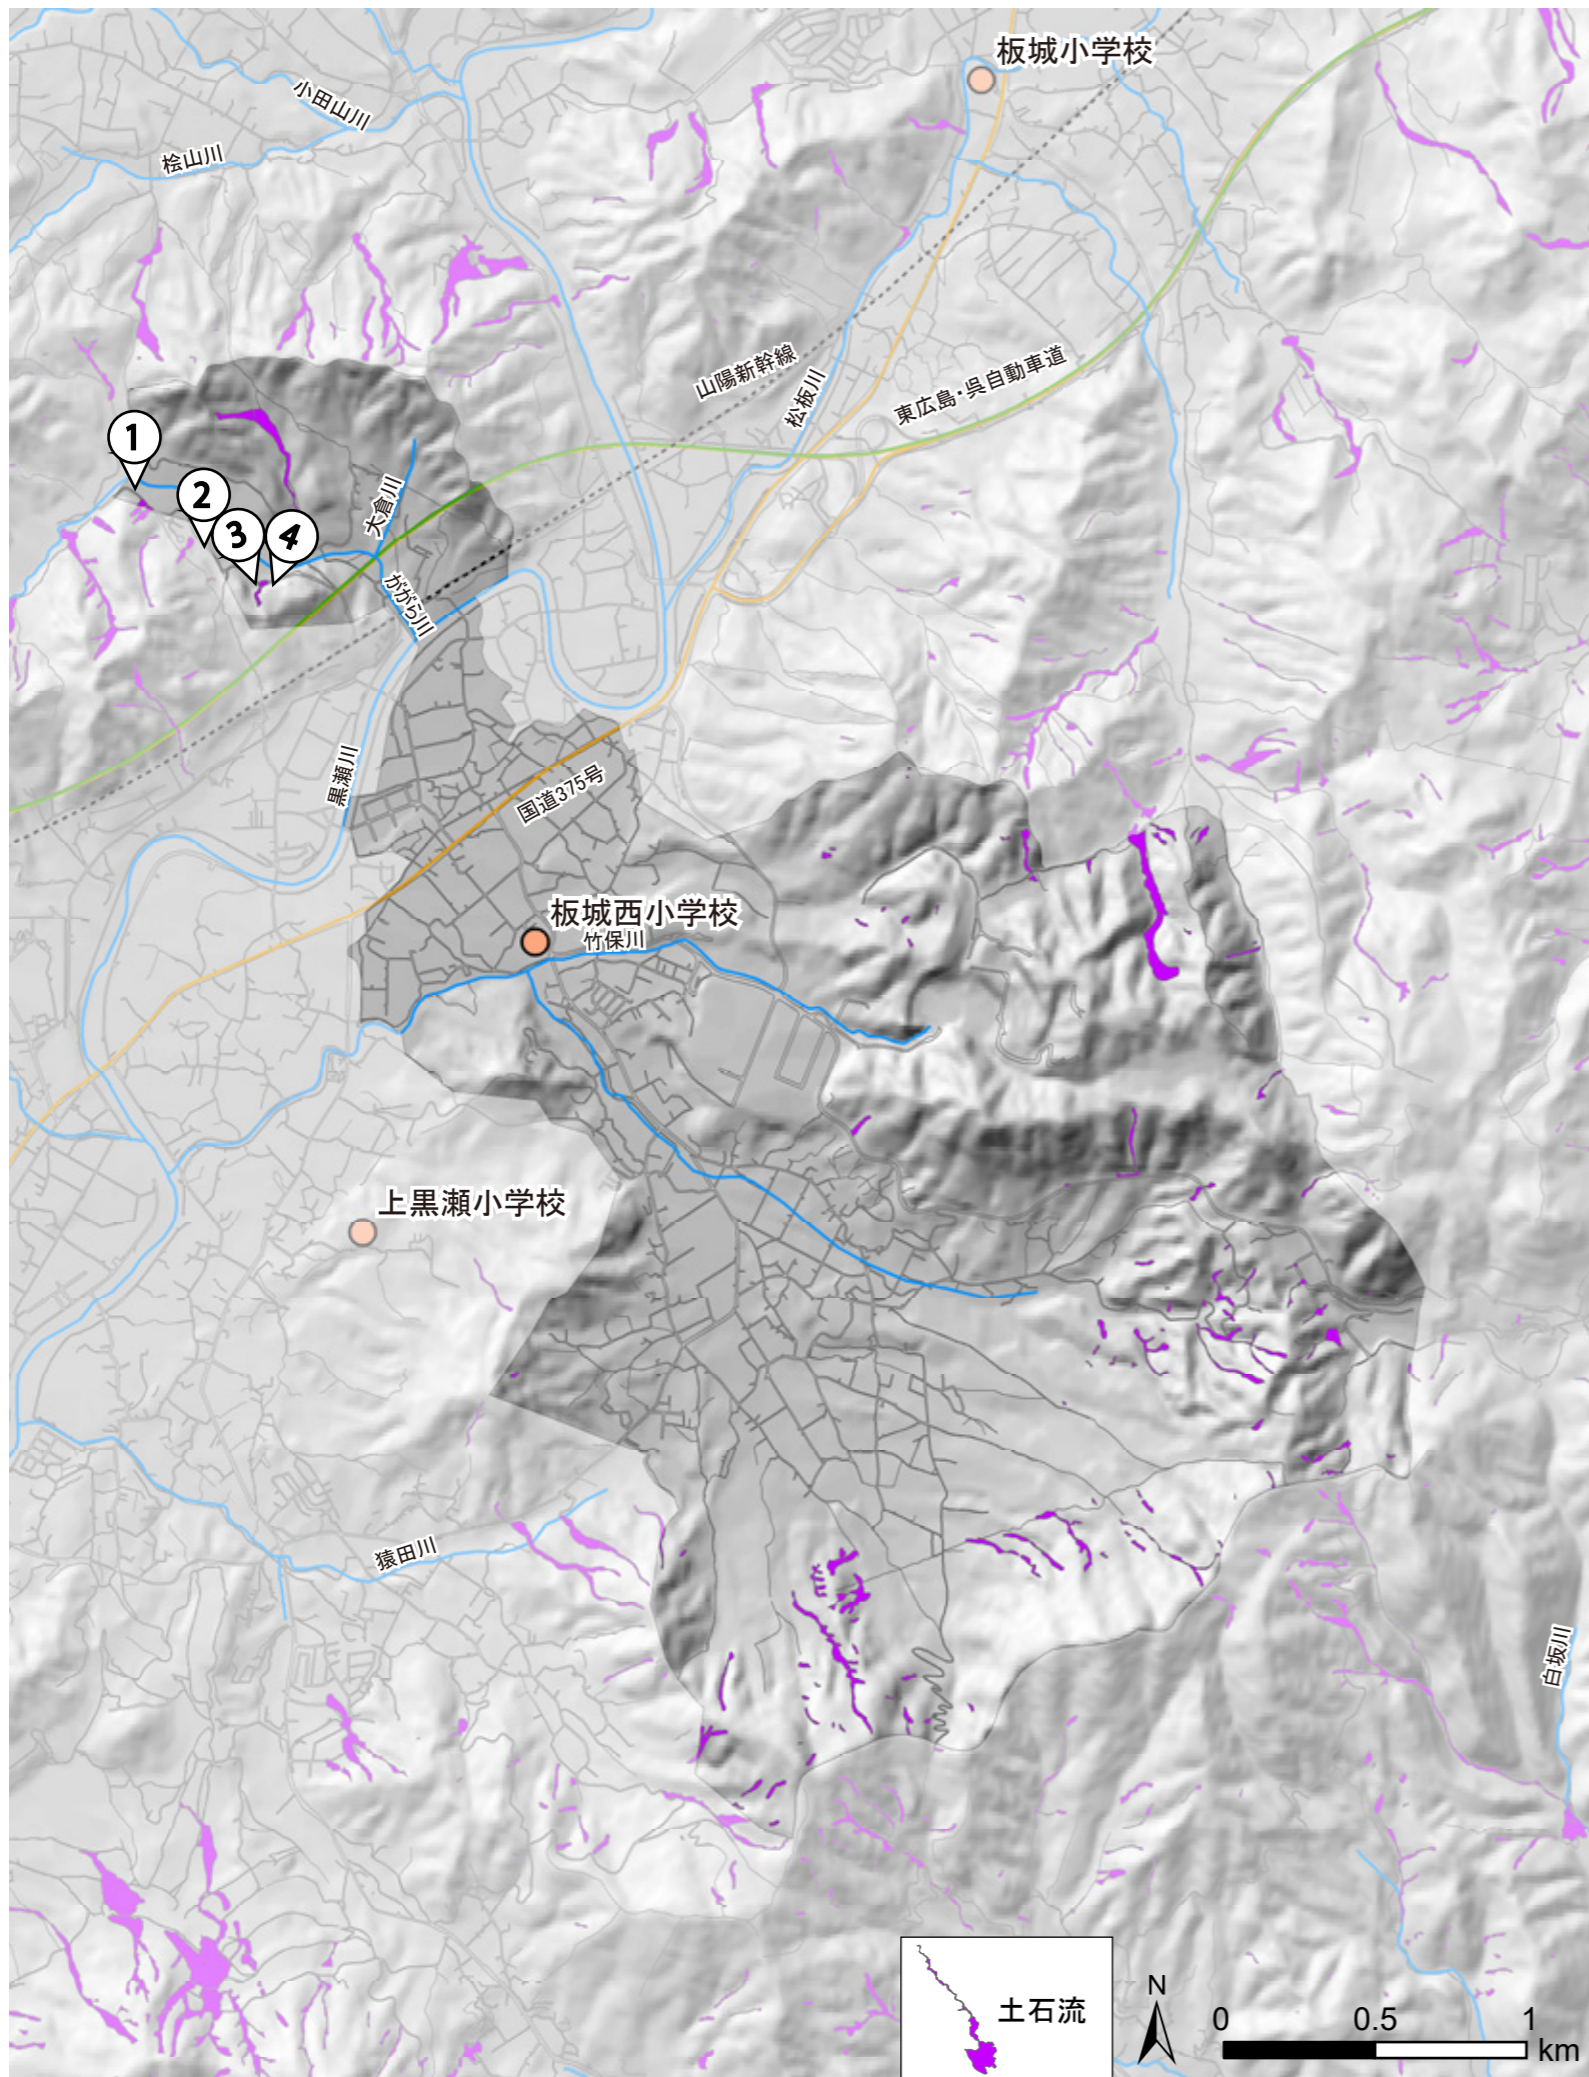 板城小学校
小田山川
桧山川
山陽新幹線
松板川
東広島・呉自動車道
1
2
3
4
大倉川
ががら川
黒瀬川
国道375号
板城西小学校
竹保川
上黒瀬小学校
猿田川
白坂川
土石流
N
0 0.5 1
km